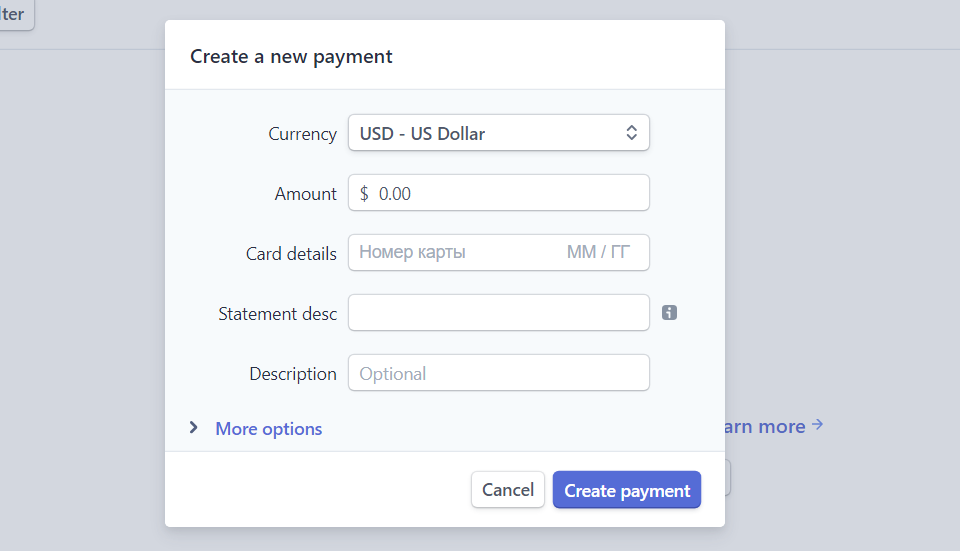 lter
Create a new payment
Currency
USD - US Dollar
Amount
$ 0.00
Card details
Номер карты
ММ / ГГ
Statement desc
Description
Optional
More options
arn more →
Cancel
Create payment